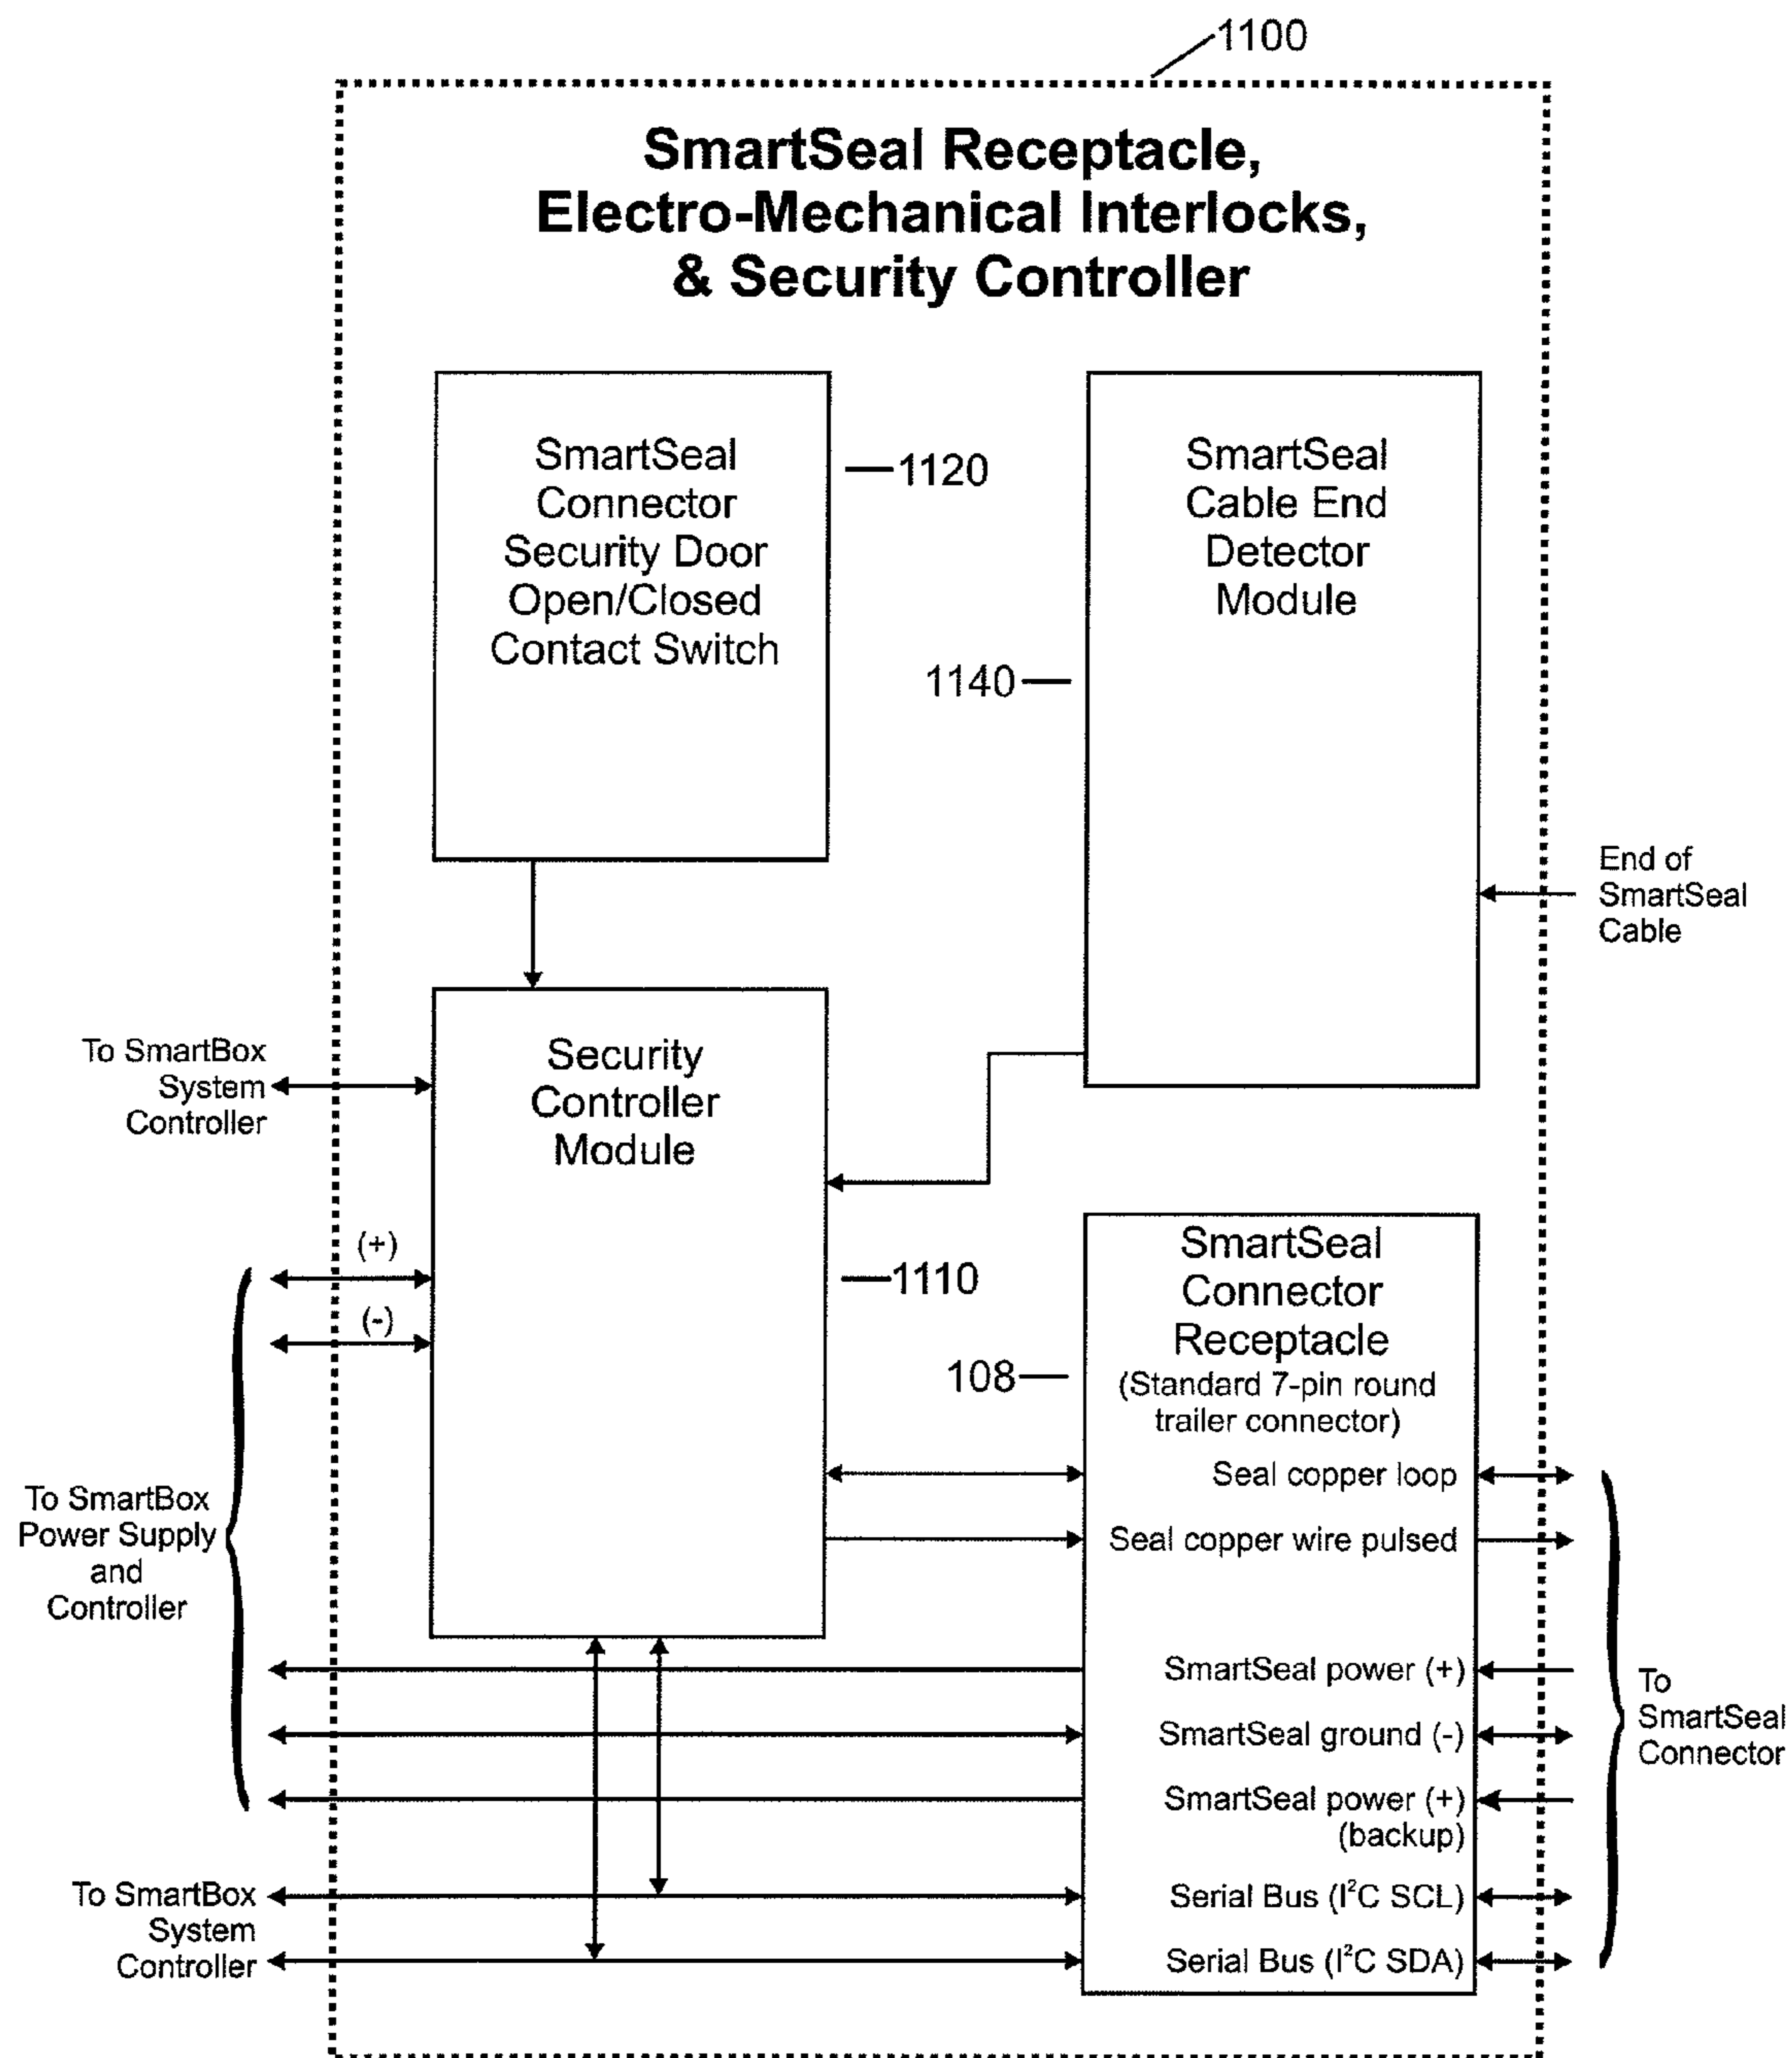 1100
SmartSeal Receptacle,
Electro-Mechanical Interlocks,
& Security Controller
SmartSeal
Connector
Security Door
Open/Closed
Contact Switch
1120
SmartSeal
Cable End
Detector
Module
1140
End of
SmartSeal
Cable
To SmartBox
System
Controller
Security
Controller
Module
(+)
(-)
1110
To SmartBox
Power Supply
and
Controller
SmartSeal
Connector
Receptacle
(Standard 7-pin round
trailer connector)
108
Seal copper loop
Seal copper wire pulsed
SmartSeal power (+)
SmartSeal ground (-)
SmartSeal power (+)
(backup)
Serial Bus (I²C SCL)
Serial Bus (I²C SDA)
To
SmartSeal
Connector
To SmartBox
System
Controller